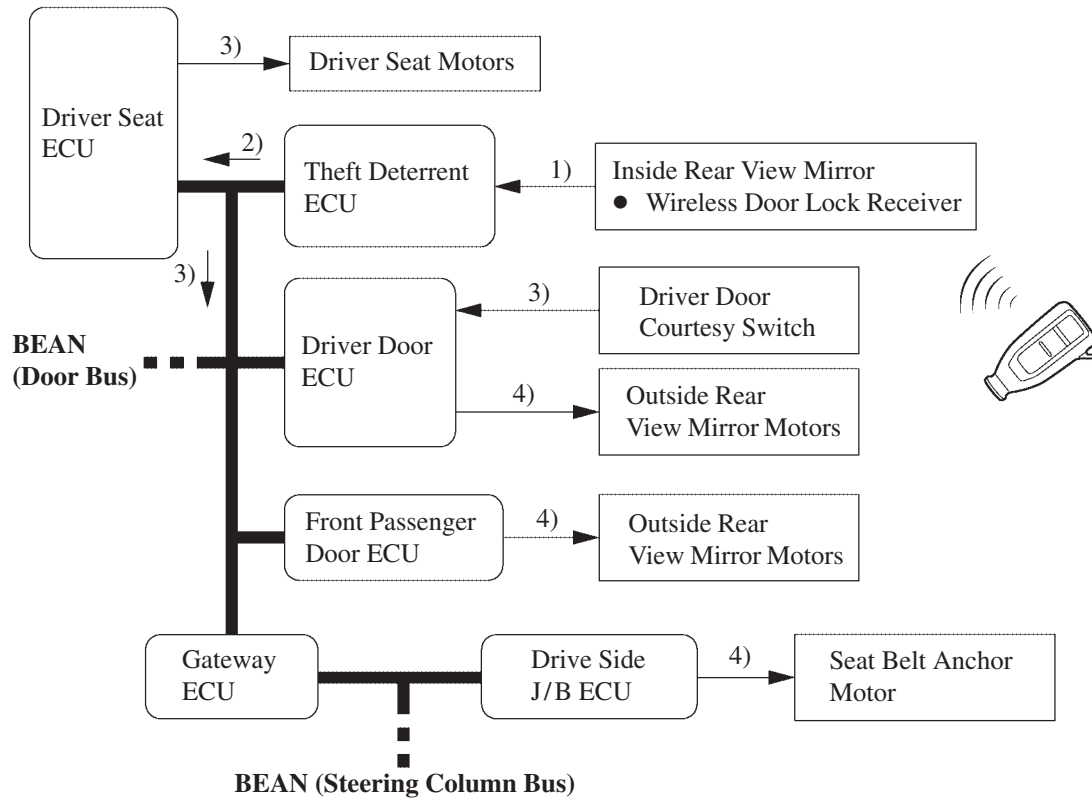 3)
Driver Seat Motors
Driver Seat
ECU
2)
Theft Deterrent
ECU
1)
Inside Rear View Mirror
● Wireless Door Lock Receiver
3)
BEAN
(Door Bus)
Driver Door
ECU
3)
Driver Door
Courtesy Switch
4)
Outside Rear
View Mirror Motors
Front Passenger
Door ECU
4)
Outside Rear
View Mirror Motors
Gateway
ECU
Drive Side
J/B ECU
4)
Seat Belt Anchor
Motor
BEAN (Steering Column Bus)